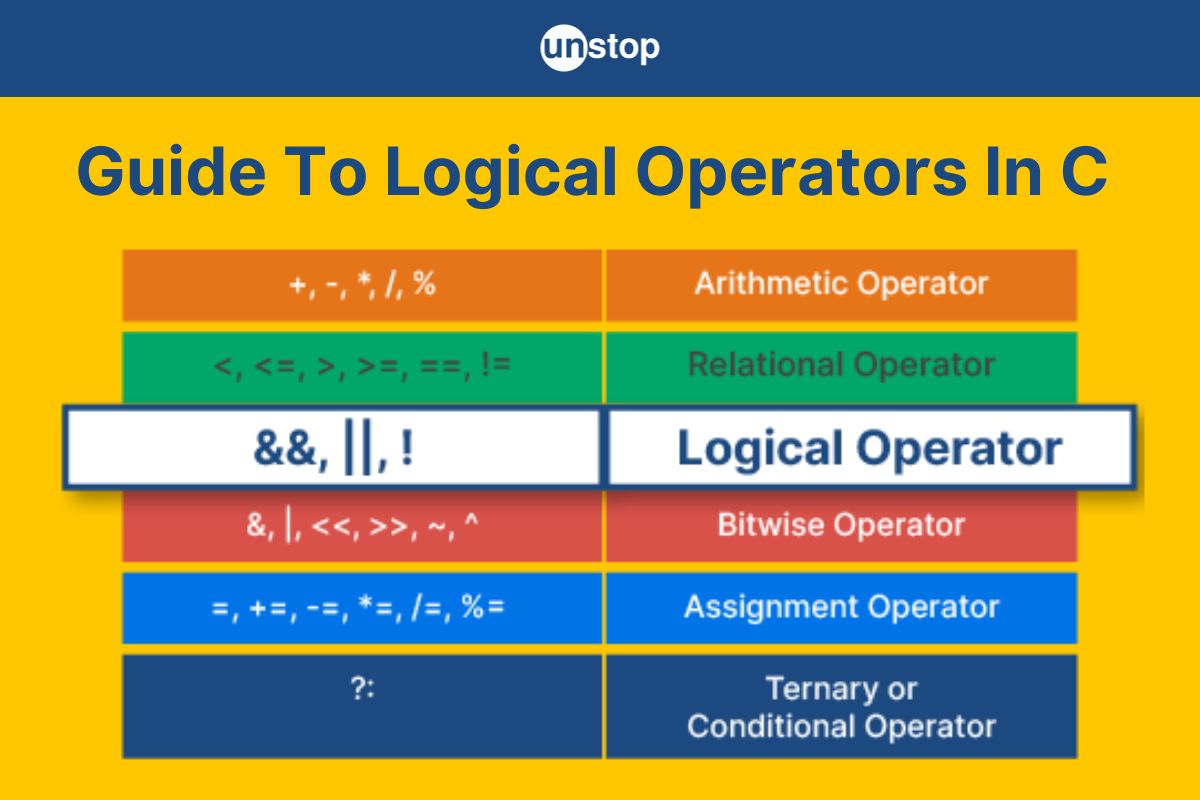 unstop
Guide To Logical Operators In C
+, -, *, /, % Arithmetic Operator
<, <=, >, >=, ==, != Relational Operator
&&, ||, ! Logical Operator
&, |, <<, >>, ~, ^ Bitwise Operator
=, +=, -=, *=, /=, %= Assignment Operator
?: Ternary or
Conditional Operator